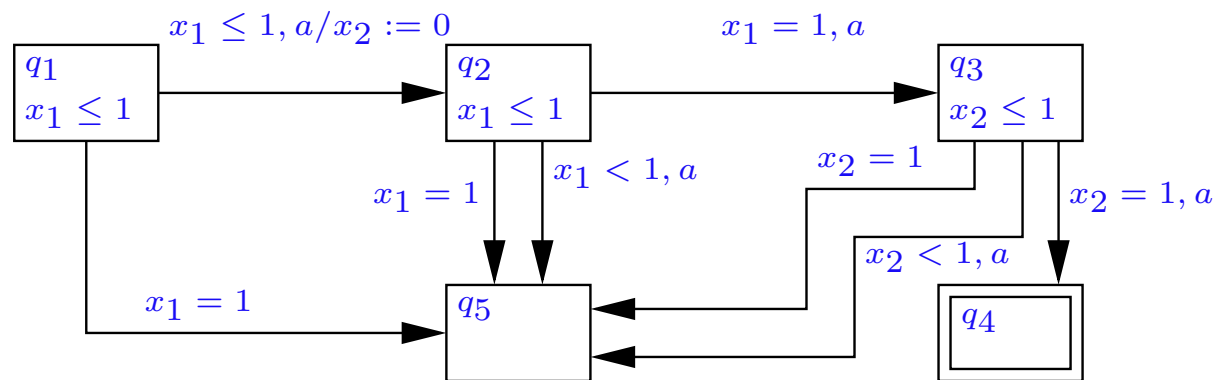 x₁ ≤ 1, a/x₂ := 0
x₁ = 1, a
q₁
x₁ ≤ 1
q₂
x₁ ≤ 1
q₃
x₂ ≤ 1
x₁ = 1
x₁ < 1, a
x₂ = 1
x₂ = 1, a
x₂ < 1, a
x₁ = 1
q₅
q₄